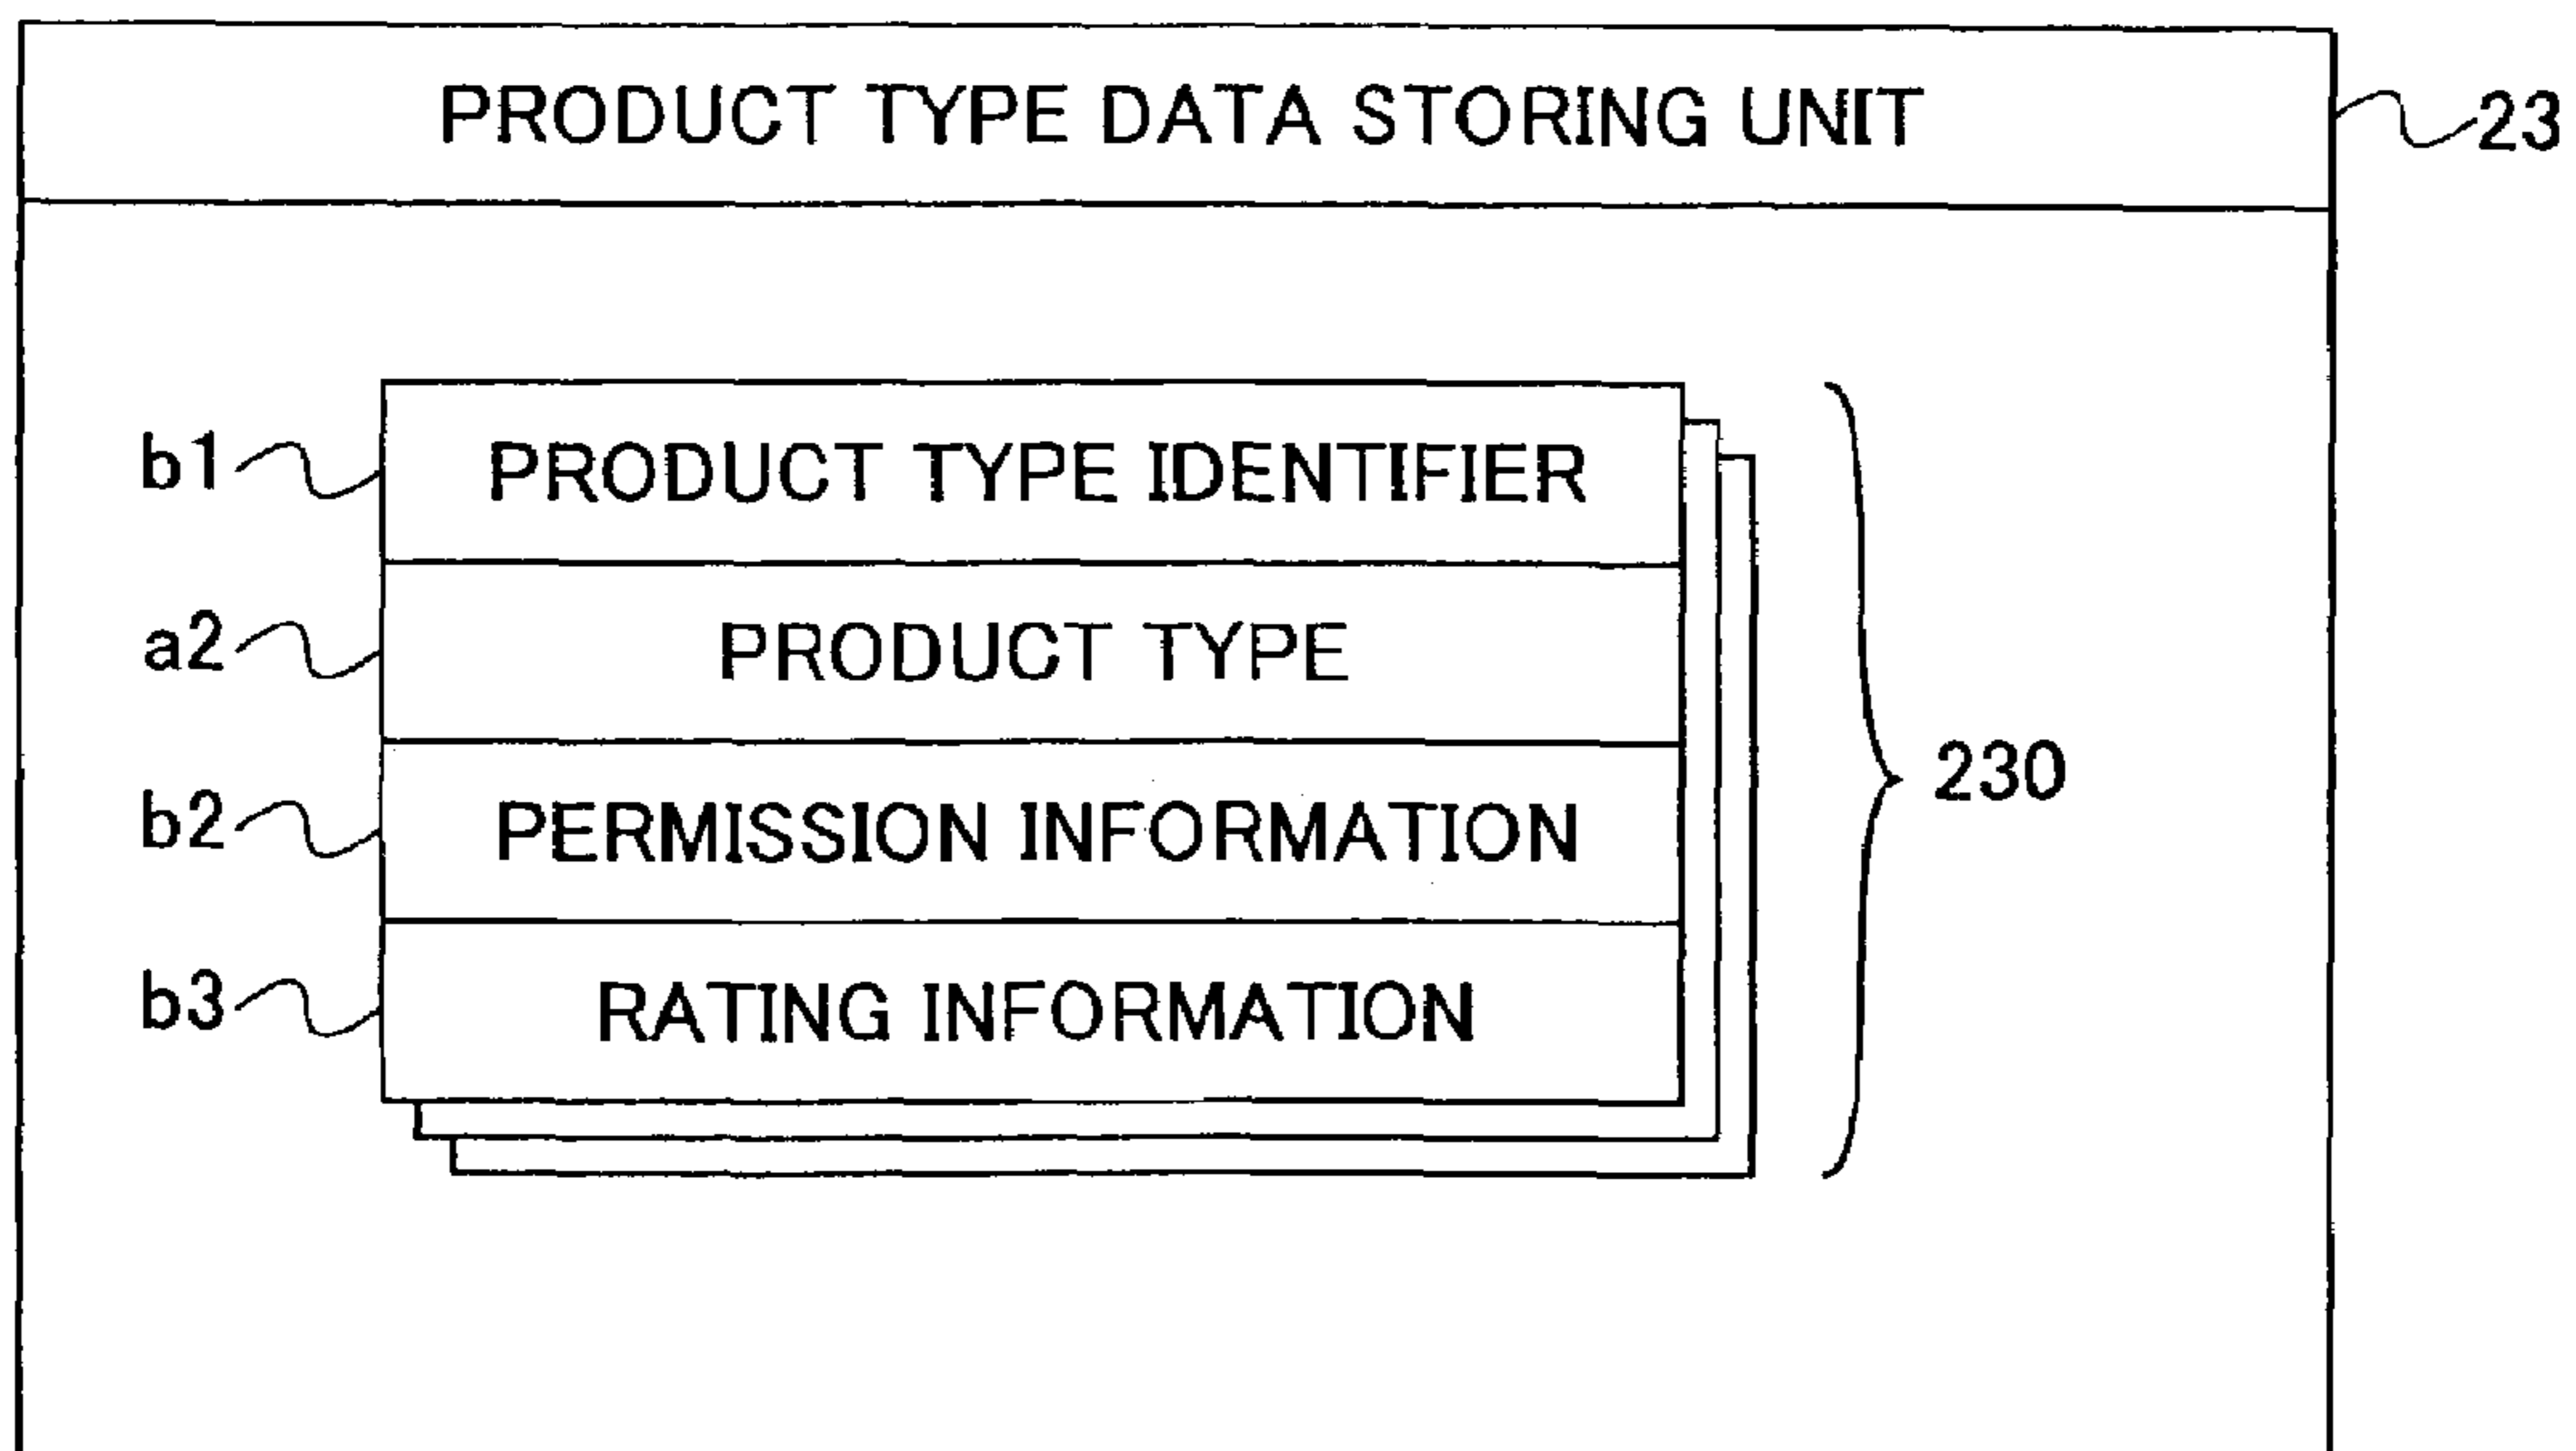 PRODUCT TYPE DATA STORING UNIT
23
b1 PRODUCT TYPE IDENTIFIER
a2 PRODUCT TYPE
230
b2 PERMISSION INFORMATION
b3 RATING INFORMATION